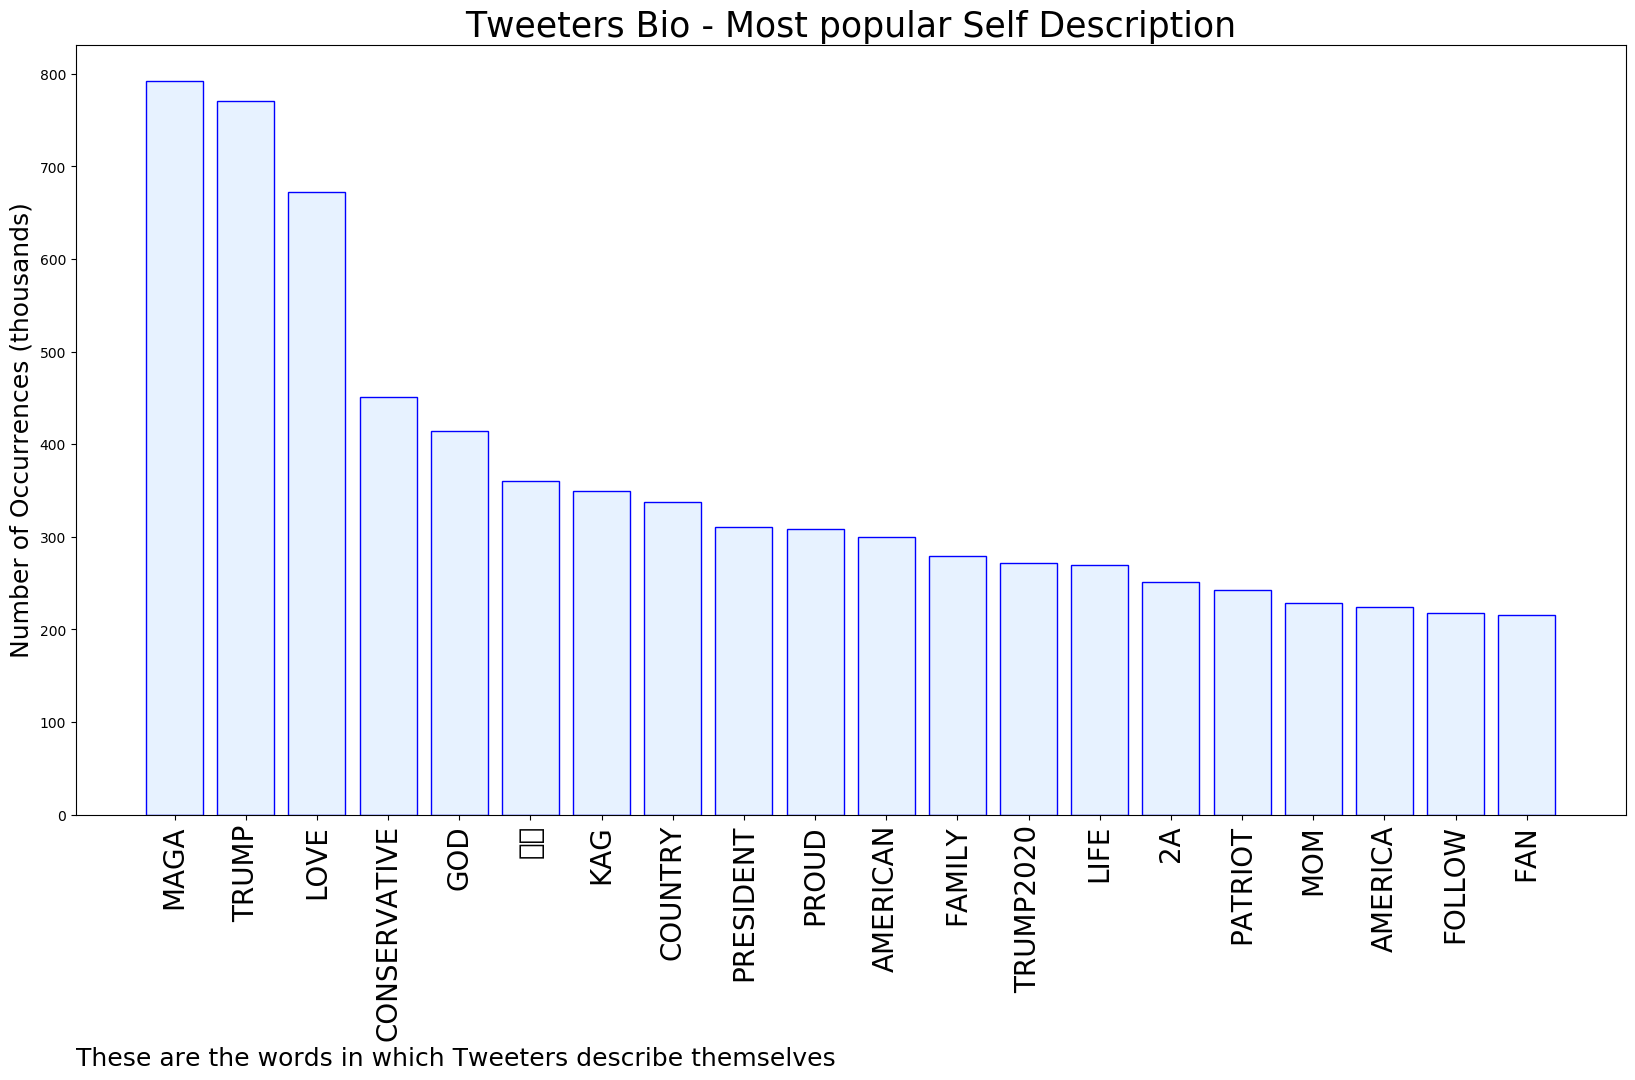 Tweeters Bio - Most popular Self Description
Number of Occurrences (thousands)
800
700
600
500
400
300
200
100
0
MAGA
TRUMP
LOVE
CONSERVATIVE
GOD
KAG
COUNTRY
PRESIDENT
PROUD
AMERICAN
FAMILY
TRUMP2020
LIFE
2A
PATRIOT
MOM
AMERICA
FOLLOW
FAN
These are the words in which Tweeters describe themselves